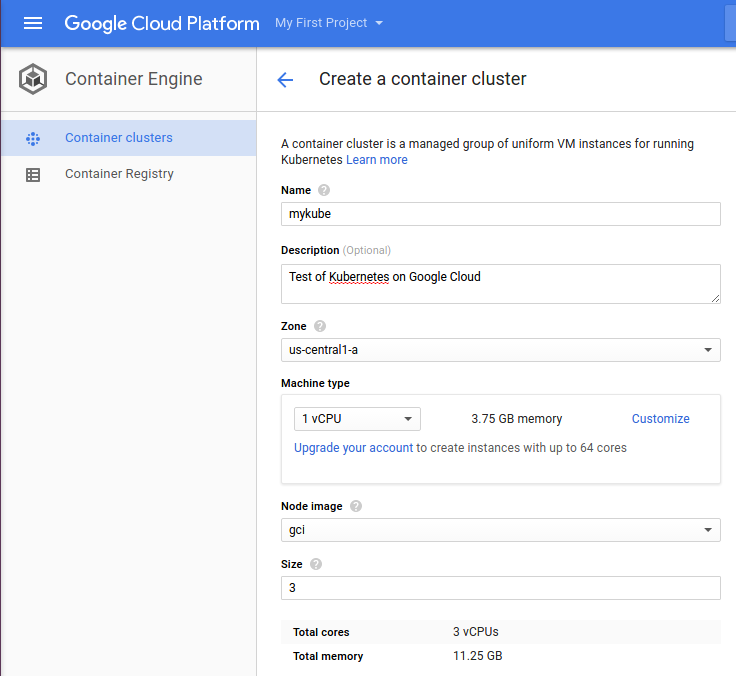 Google Cloud Platform My First Project
Container Engine
Create a container cluster
Container clusters
Container Registry
A container cluster is a managed group of uniform VM instances for running
Kubernetes Learn more
Name ?
mykube
Description (Optional)
Test of Kubernetes on Google Cloud
Zone ?
us-central1-a
Machine type
1 vCPU 3.75 GB memory Customize
Upgrade your account to create instances with up to 64 cores
Node image ?
gci
Size ?
3
Total cores 3 vCPUs
Total memory 11.25 GB